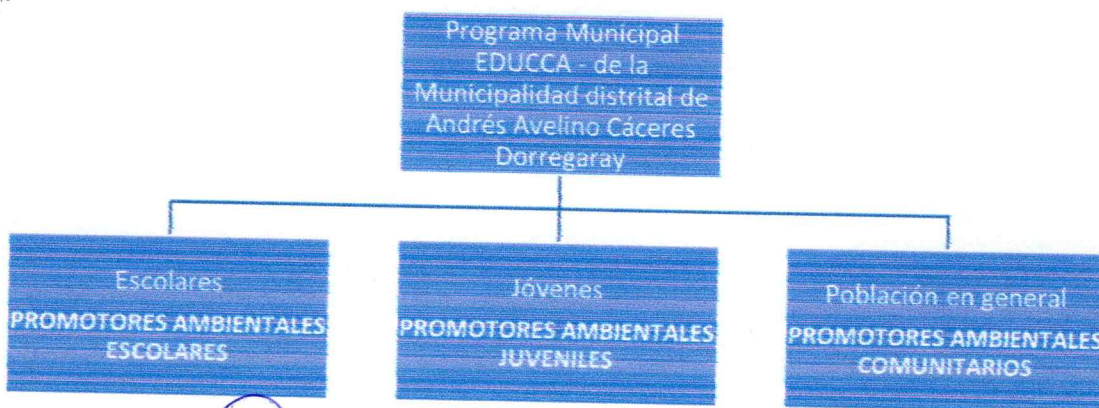 Programa Municipal
EDUCCA - de la
Municipalidad distrital de
Andrés Avelino Cáceres
Dorregaray
Escolares
PROMOTORES AMBIENTALES
ESCOLARES
Jóvenes
PROMOTORES AMBIENTALES
JUVENILES
Población en general
PROMOTORES AMBIENTALES
COMUNITARIOS